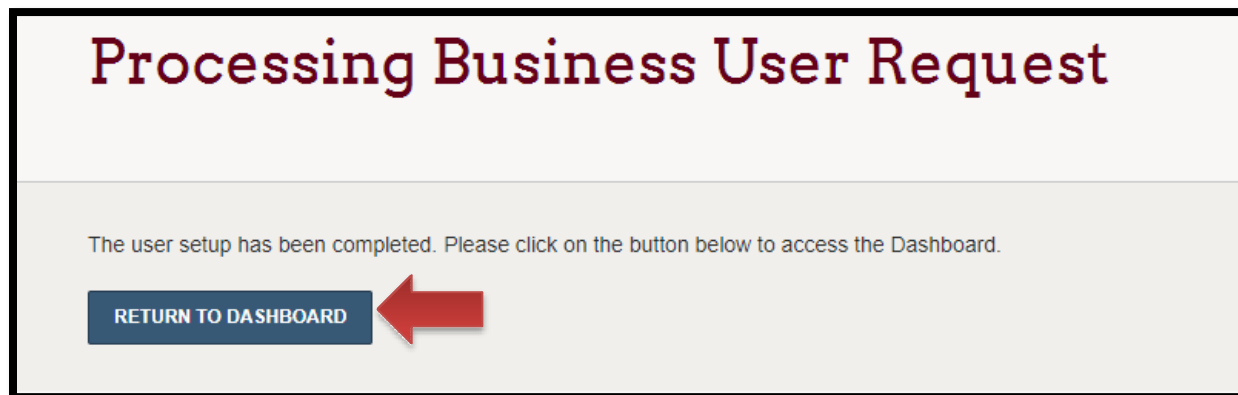 Processing Business User Request
The user setup has been completed. Please click on the button below to access the Dashboard.
RETURN TO DASHBOARD